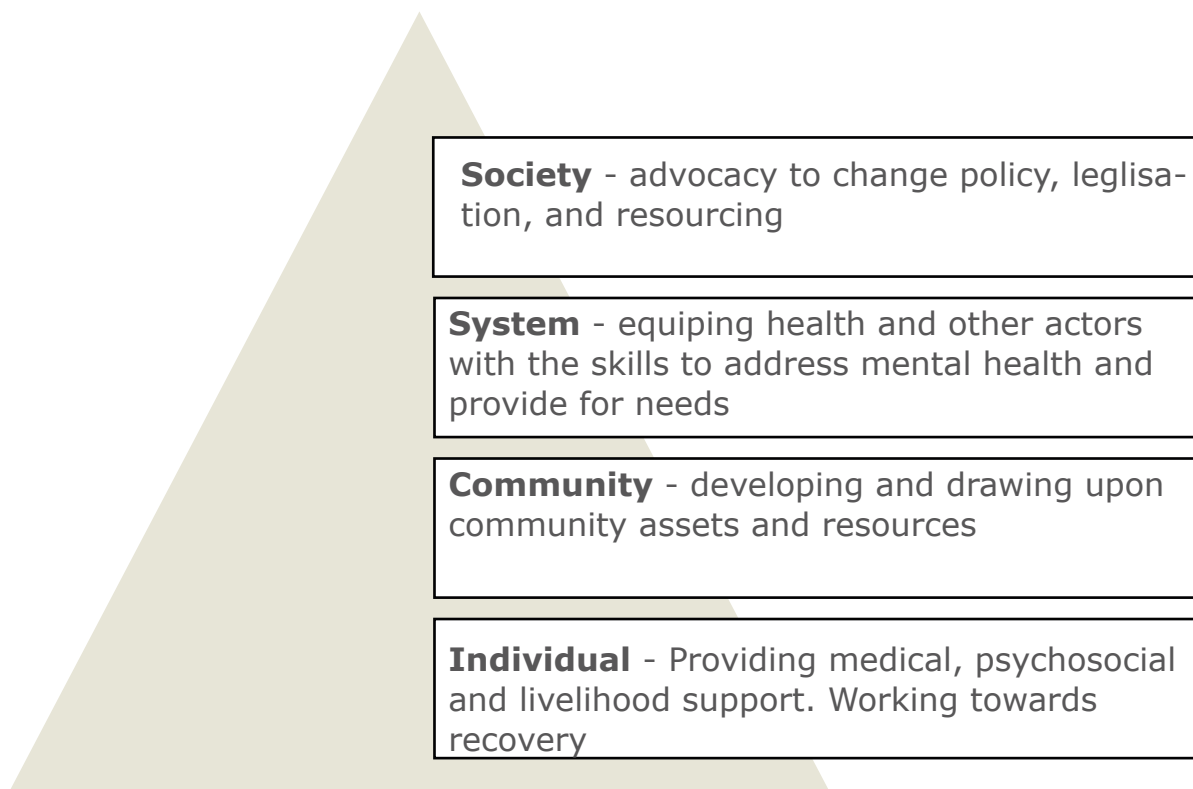 Society - advocacy to change policy, leglisa-
tion, and resourcing
System - equiping health and other actors
with the skills to address mental health and
provide for needs
Community - developing and drawing upon
community assets and resources
Individual - Providing medical, psychosocial
and livelihood support. Working towards
recovery